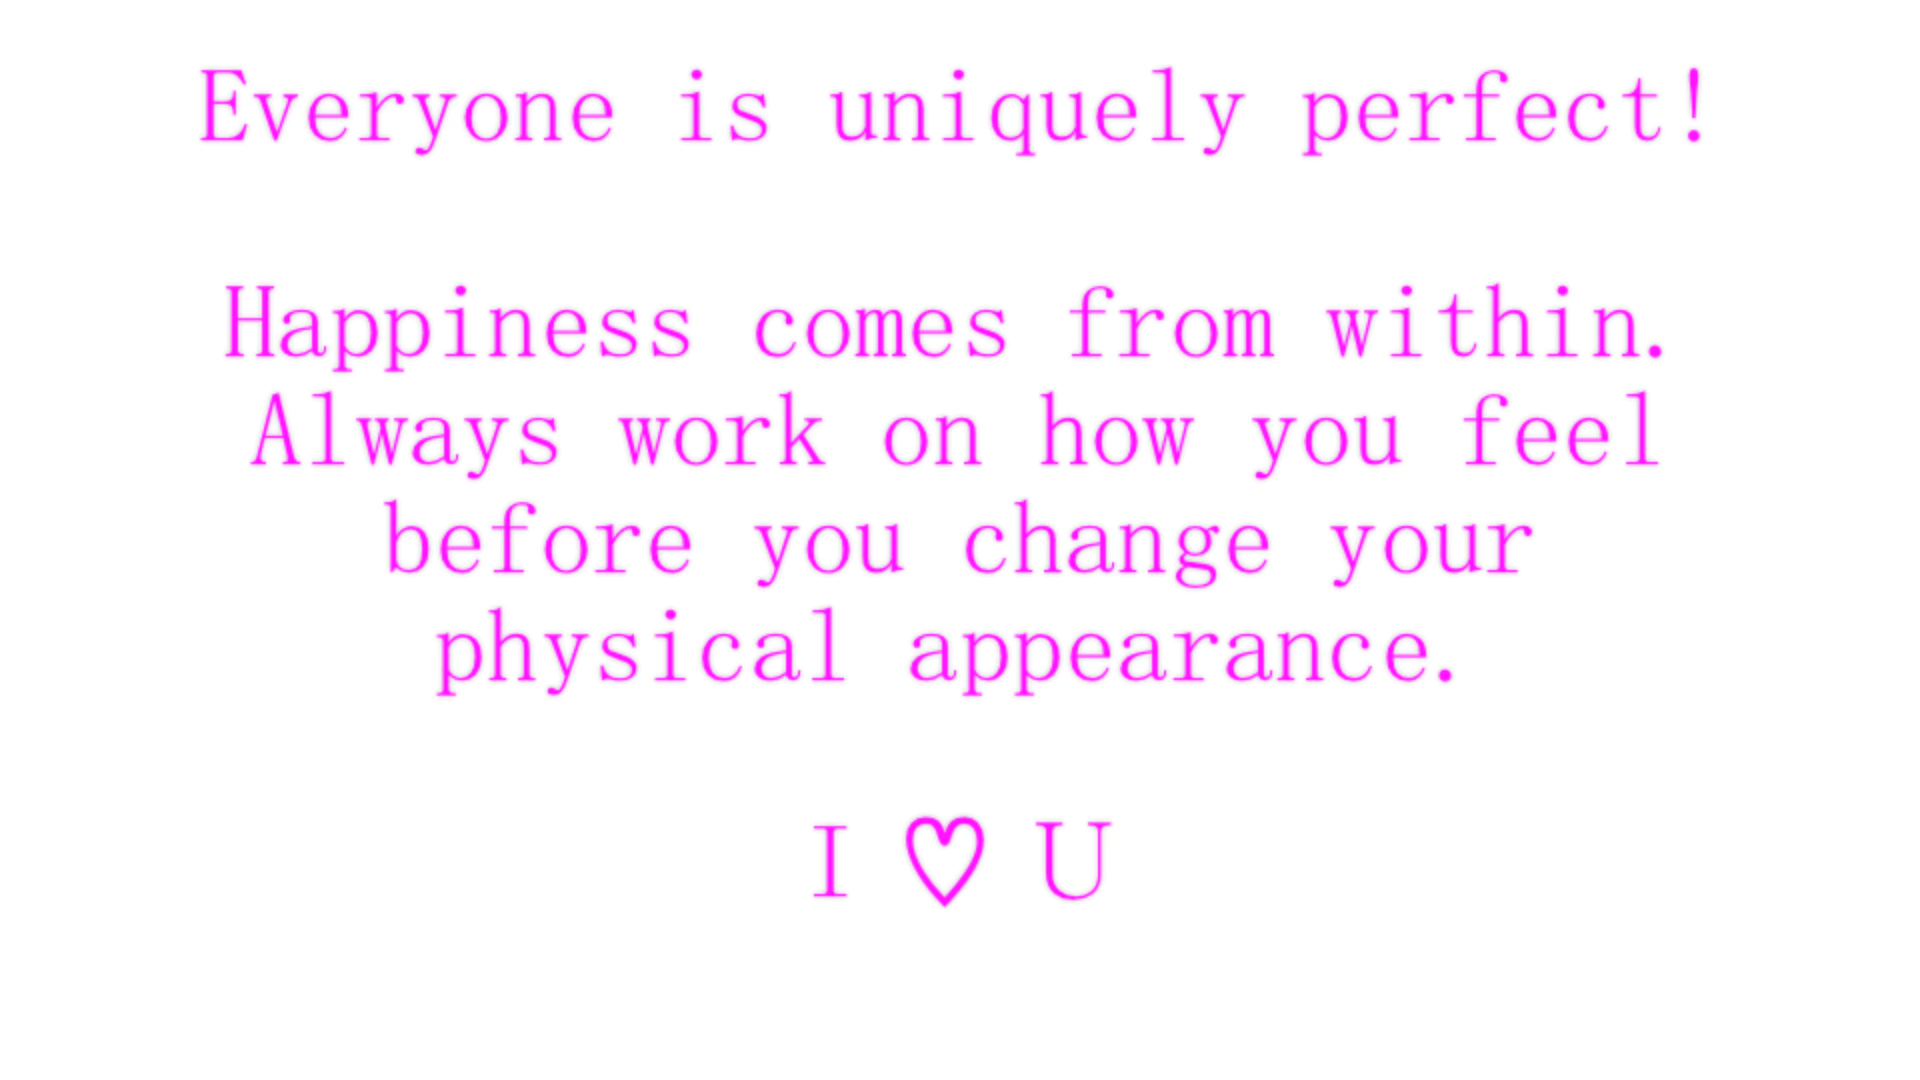 Everyone is uniquely perfect!
Happiness comes from within.
Always work on how you feel
before you change your
physical appearance.
I ♡ U